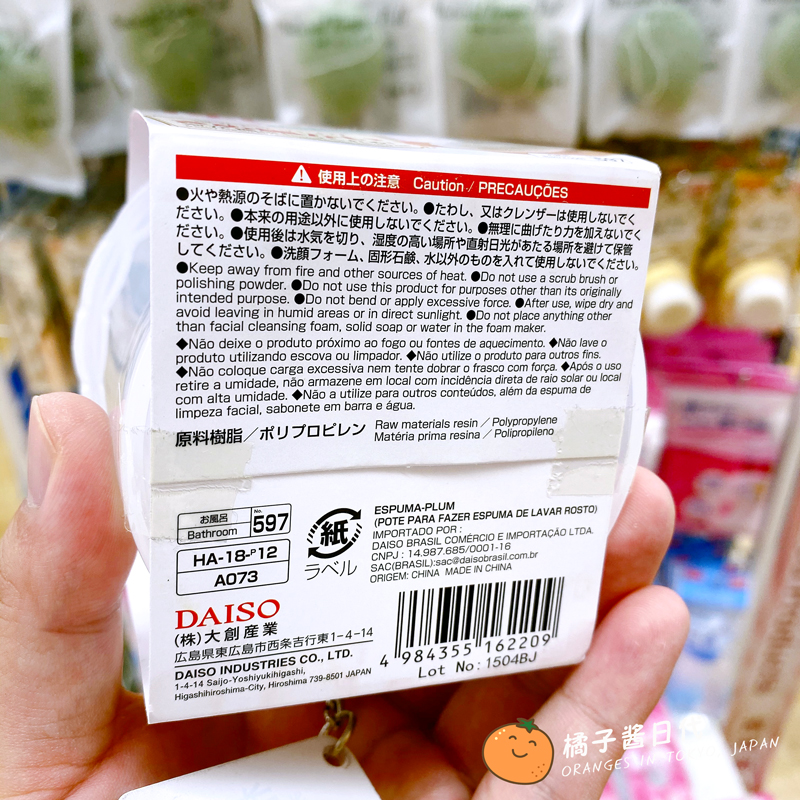 使用上の注意 Caution / PRECAUÇÕES
●火や熱源のそばに置かないでください。●たわし、又はクレンザーは使用しないでく
ださい。●本来の用途以外に使用しないでください。●無理に曲げたり力を加えないでく
ださい。●使用後は水気を切り、湿度の高い場所や直射日光があたる場所を避けて保管
してください。●洗顔フォーム、固形石鹸、水以外のものを入れて使用しないでください。
●Keep away from fire and other sources of heat. ●Do not use a scrub brush or
polishing powder. ●Do not use this product for purposes other than its originally
intended purpose. ●Do not bend or apply excessive force. ●After use, wipe dry and
avoid leaving in humid areas or in direct sunlight. ●Do not place anything other
than facial cleansing foam, solid soap or water in the foam maker.
◆Não deixe o produto próximo ao fogo ou fontes de aquecimento. ◆Não lave o
produto utilizando escova ou limpador. ◆Não utilize o produto para outros fins.
◆Não coloque carga excessiva nem tente dobrar o frasco com força. ◆Após o uso
retire a umidade, não armazene em local com incidência direta de raio solar ou local
com alta umidade. ◆Não a utilize para outros conteúdos, além da espuma de
limpeza facial, sabonete em barra e água.
原料樹脂／ポリプロピレン Raw materials resin / Polypropylene
Matéria prima resina / Polipropileno
お風呂
Bathroom
No. 597
HA-18-P12
A073
紙
ラベル
ESPUMA-PLUM
(POTE PARA FAZER ESPUMA DE LAVAR ROSTO)
IMPORTADO POR :
DAISO BRASIL COMÉRCIO E IMPORTAÇÃO LTDA.
CNPJ : 14.987.685/0001-16
SAC(BRASIL):sac@daisobrasil.com.br
ORIGEM: CHINA MADE IN CHINA
DAISO
(株)大創産業
広島県東広島市西条吉行東1-4-14
DAISO INDUSTRIES CO., LTD.
1-4-14 Saijo-Yoshiyukihigashi,
Higashihiroshima-City, Hiroshima 739-8501 JAPAN
4 984355 162209
Lot No: 1504BJ
橘子酱日
ORANGES IN TO JAPAN